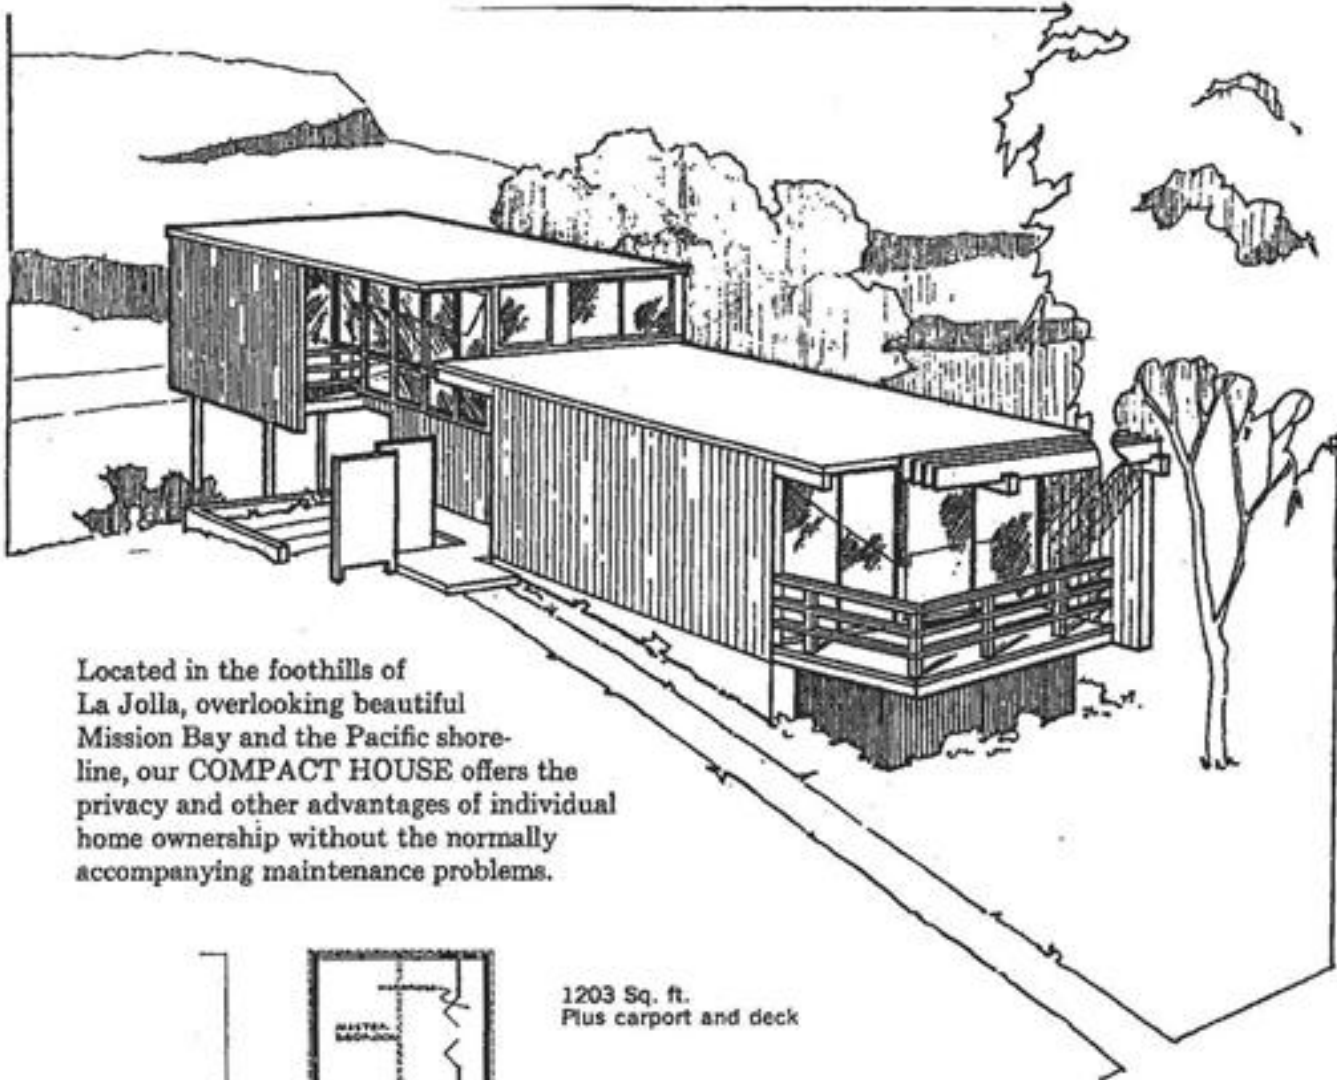 Located in the foothills of
La Jolla, overlooking beautiful
Mission Bay and the Pacific shore-
line, our COMPACT HOUSE offers the
privacy and other advantages of individual
home ownership without the normally
accompanying maintenance problems.
1203 Sq. ft.
Plus carport and deck
MASTER
BEDROOM